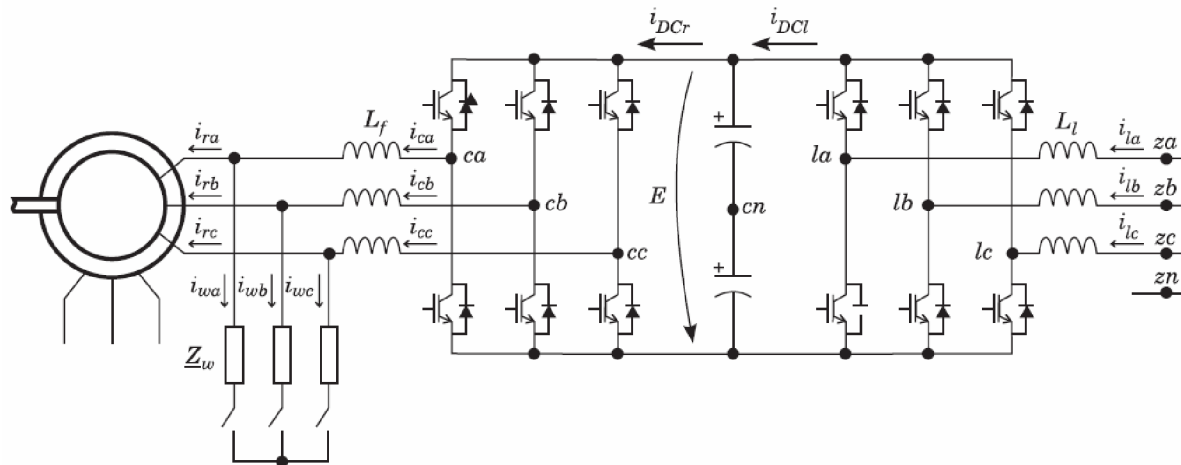 i_DCr i_DCl
L_f L_l
i_ra i_ca ca la i_la za
+
i_rb i_cb cb E cn lb i_lb zb
i_rc i_cc cc lc i_lc zc
i_wa i_wb i_wc + zn
Z_w